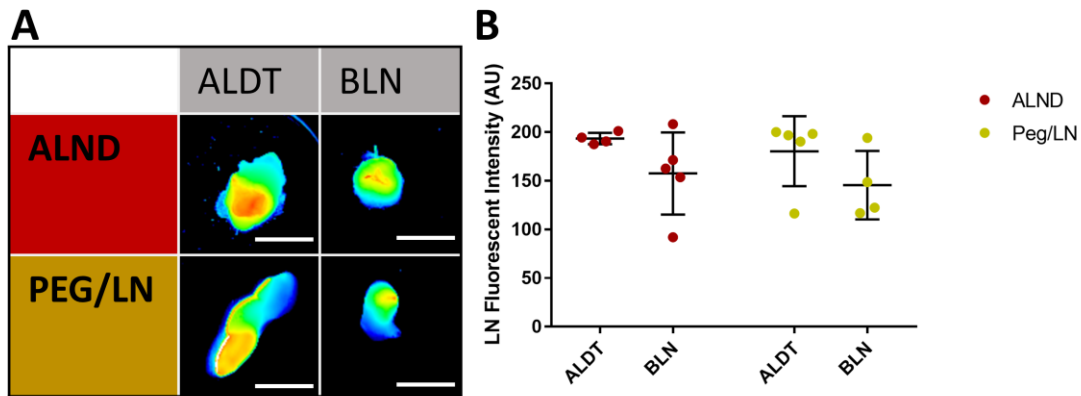 A
ALDT BLN
ALND
PEG/LN
B
LN Fluorescent Intensity (AU)
250
200
150
100
50
0
ALDT
BLN
ALDT
BLN
ALND
Peg/LN